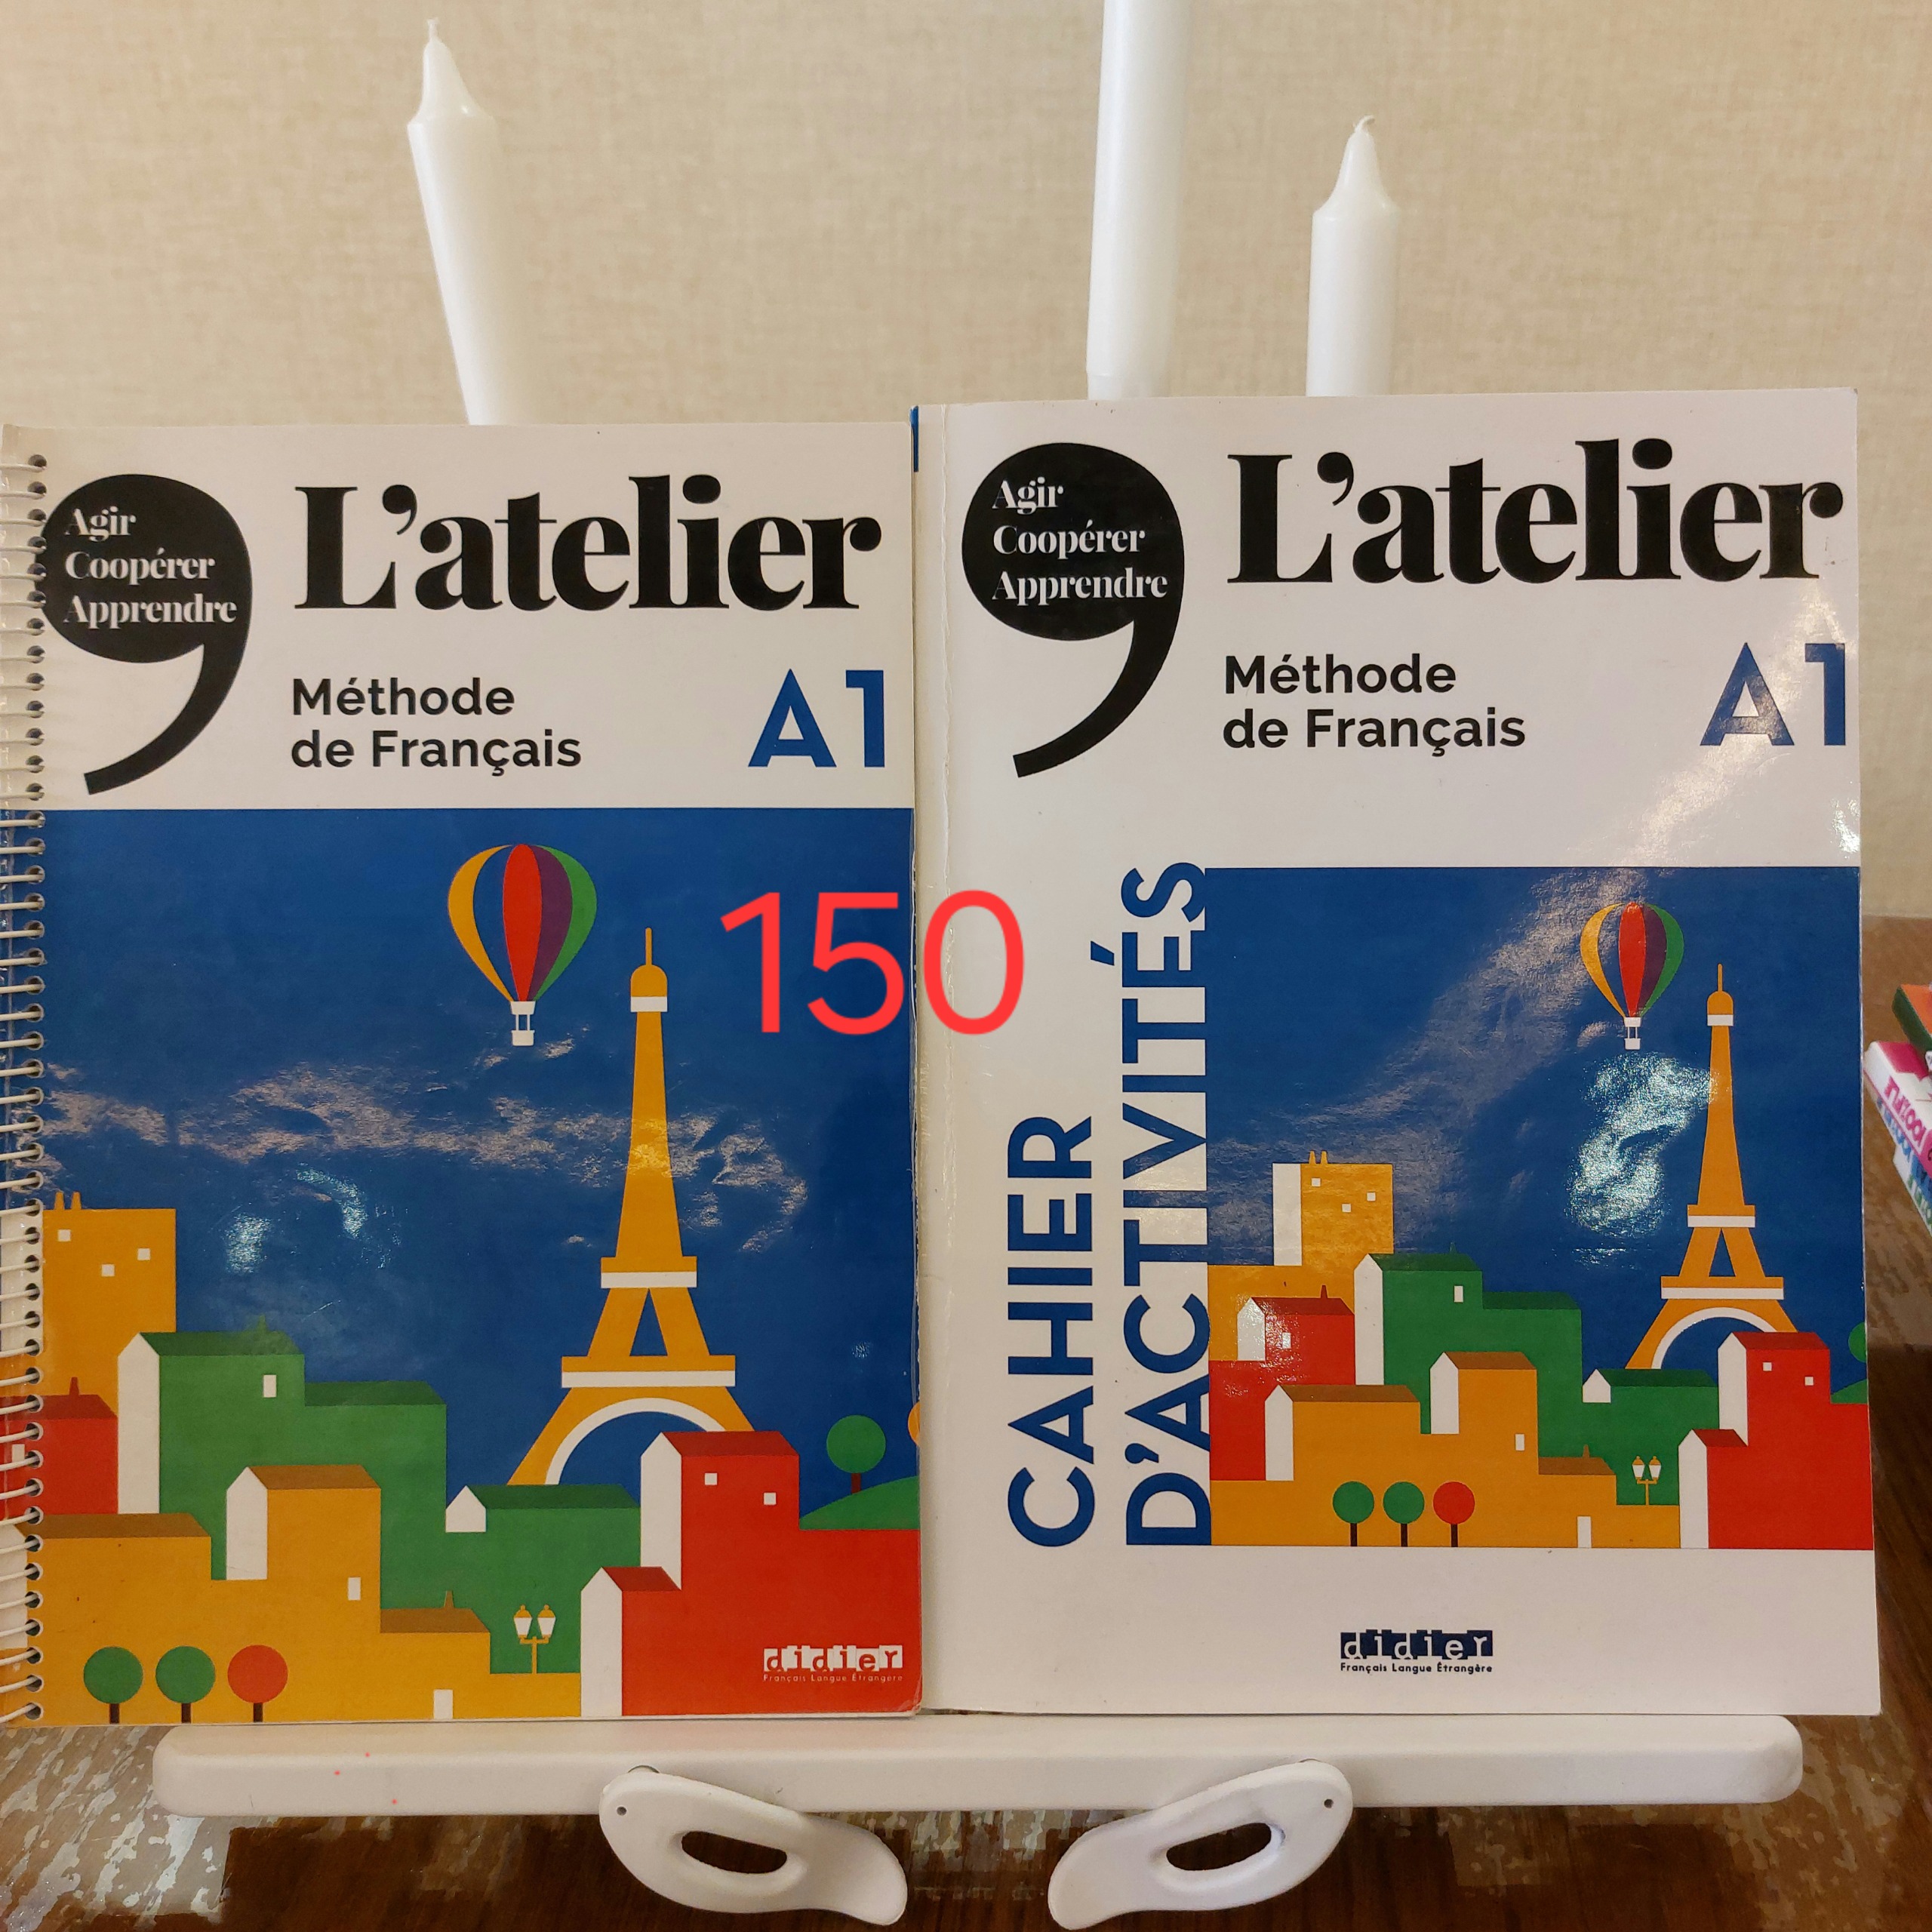 Agir
Coopérer
Apprendre
L'atelier
Méthode
de Français
A1
didier
Français Langue Étrangère
Agir
Coopérer
Apprendre
L'atelier
Méthode
de Français
A1
CAHIER
D'ACTIVITÉS
didier
Français Langue Étrangère
150